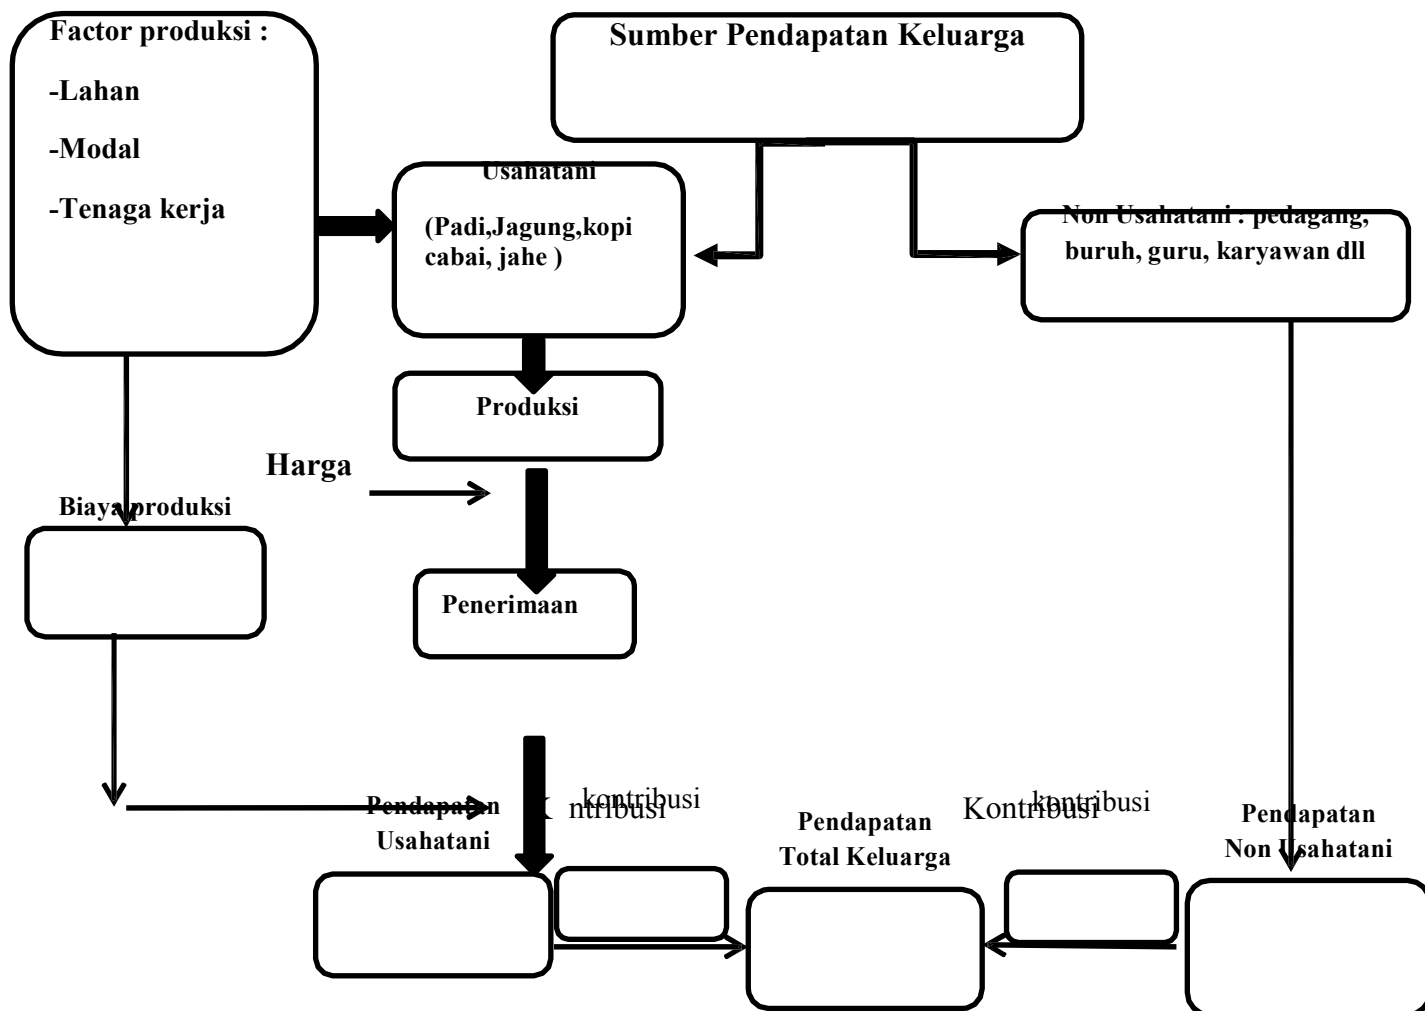 Factor produksi :
-Lahan
-Modal
-Tenaga kerja
Sumber Pendapatan Keluarga
Usahatani
(Padi,Jagung,kopi
cabai, jahe )
Non Usahatani : pedagang,
buruh, guru, karyawan dll
Produksi
Harga
Biaya produksi
Penerimaan
Pendapatan
Usahatani
K ntribusi
kontribusi
Pendapatan
Total Keluarga
Kontribusi
kontribusi
Pendapatan
Non Usahatani